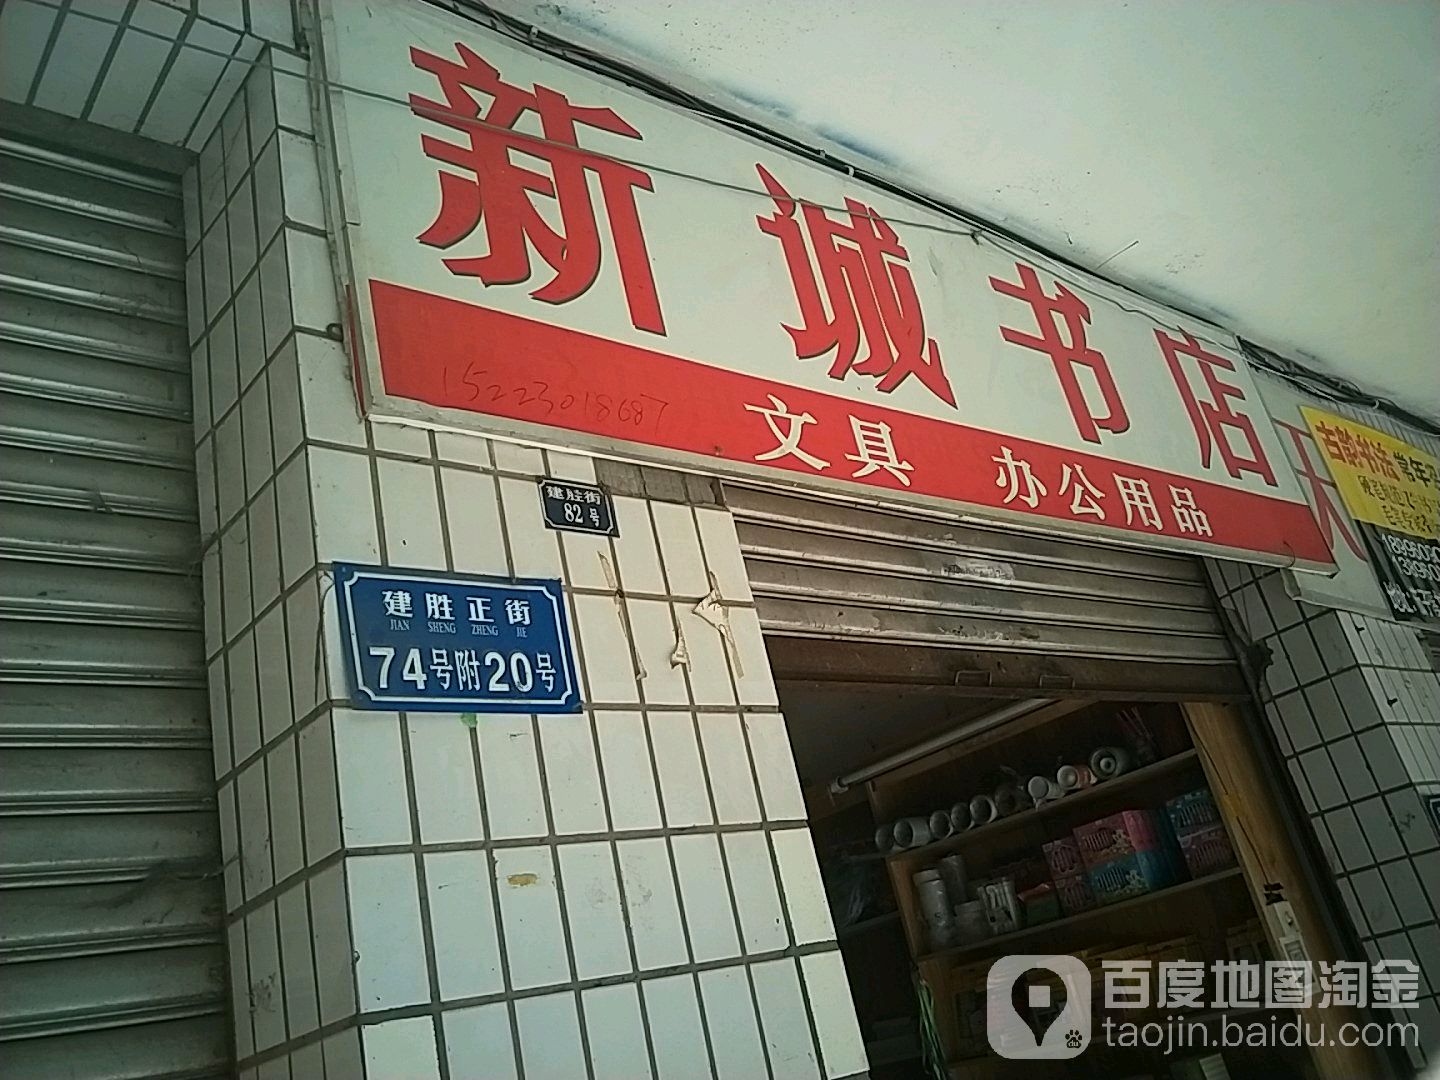 新城书店
15223018687
文具 办公用品
建胜街
82号
建胜正街
JIAN SHENG ZHENG JIE
74号附20号
天
百度地图淘金
taojin.baidu.com